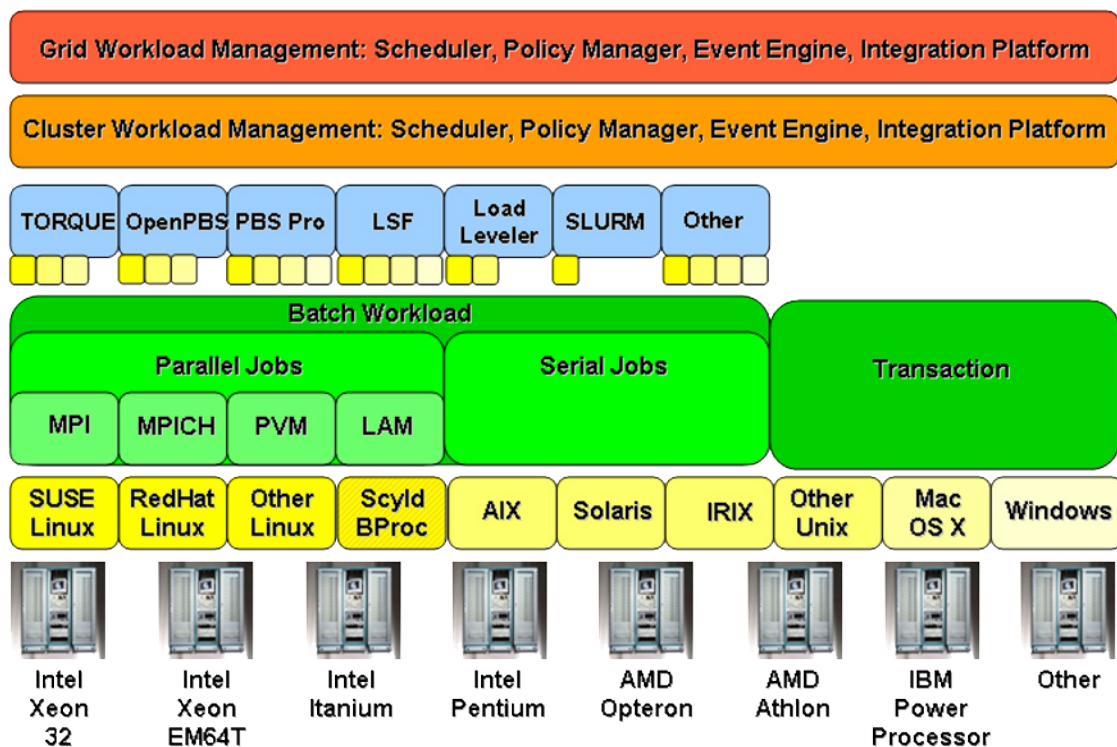 Grid Workload Management: Scheduler, Policy Manager, Event Engine, Integration Platform
Cluster Workload Management: Scheduler, Policy Manager, Event Engine, Integration Platform
TORQUE
OpenPBS
PBS Pro
LSF
Load
Leveler
SLURM
Other
Batch Workload
Parallel Jobs
Serial Jobs
Transaction
MPI
MPICH
PVM
LAM
SUSE
Linux
RedHat
Linux
Other
Linux
Scyld
BProc
AIX
Solaris
IRIX
Other
Unix
Mac
OS X
Windows
Intel
Xeon
32
Intel
Xeon
EM64T
Intel
Itanium
Intel
Pentium
AMD
Opteron
AMD
Athlon
IBM
Power
Processor
Other